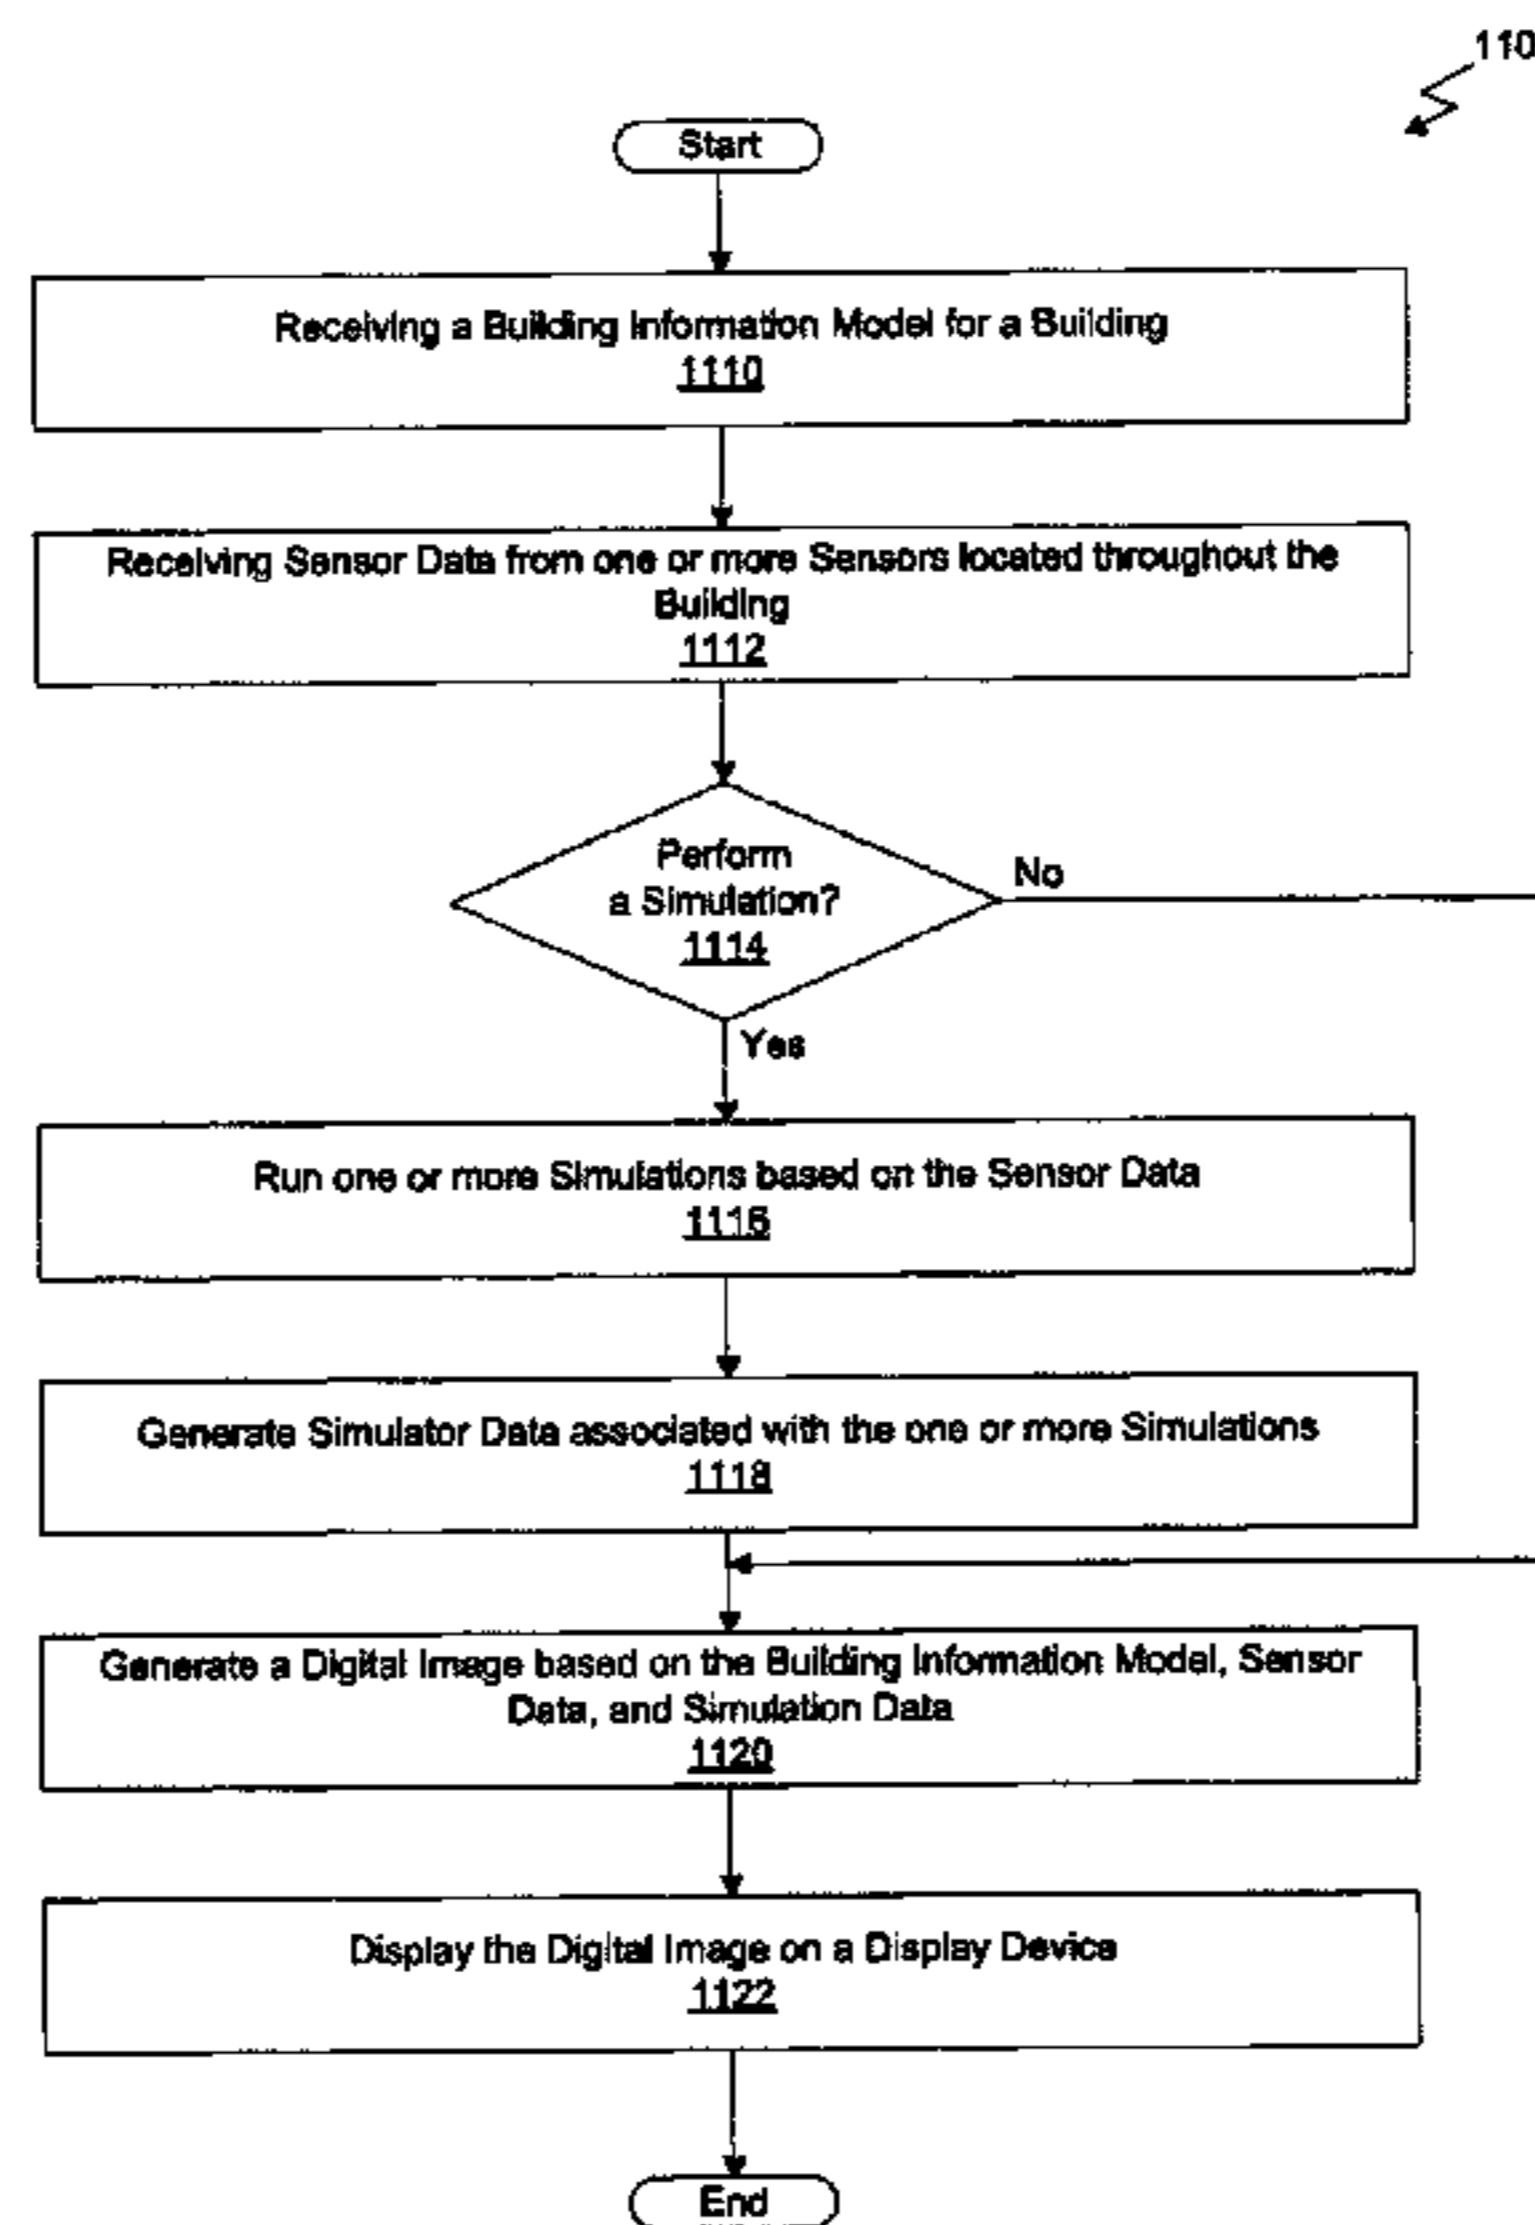 110
Start
Receiving a Building Information Model for a Building
1110
Receiving Sensor Data from one or more Sensors located throughout the
Building
1112
Perform
a Simulation?
1114
No
Yes
Run one or more Simulations based on the Sensor Data
1116
Generate Simulator Data associated with the one or more Simulations
1118
Generate a Digital Image based on the Building Information Model, Sensor
Data, and Simulation Data
1120
Display the Digital Image on a Display Device
1122
End